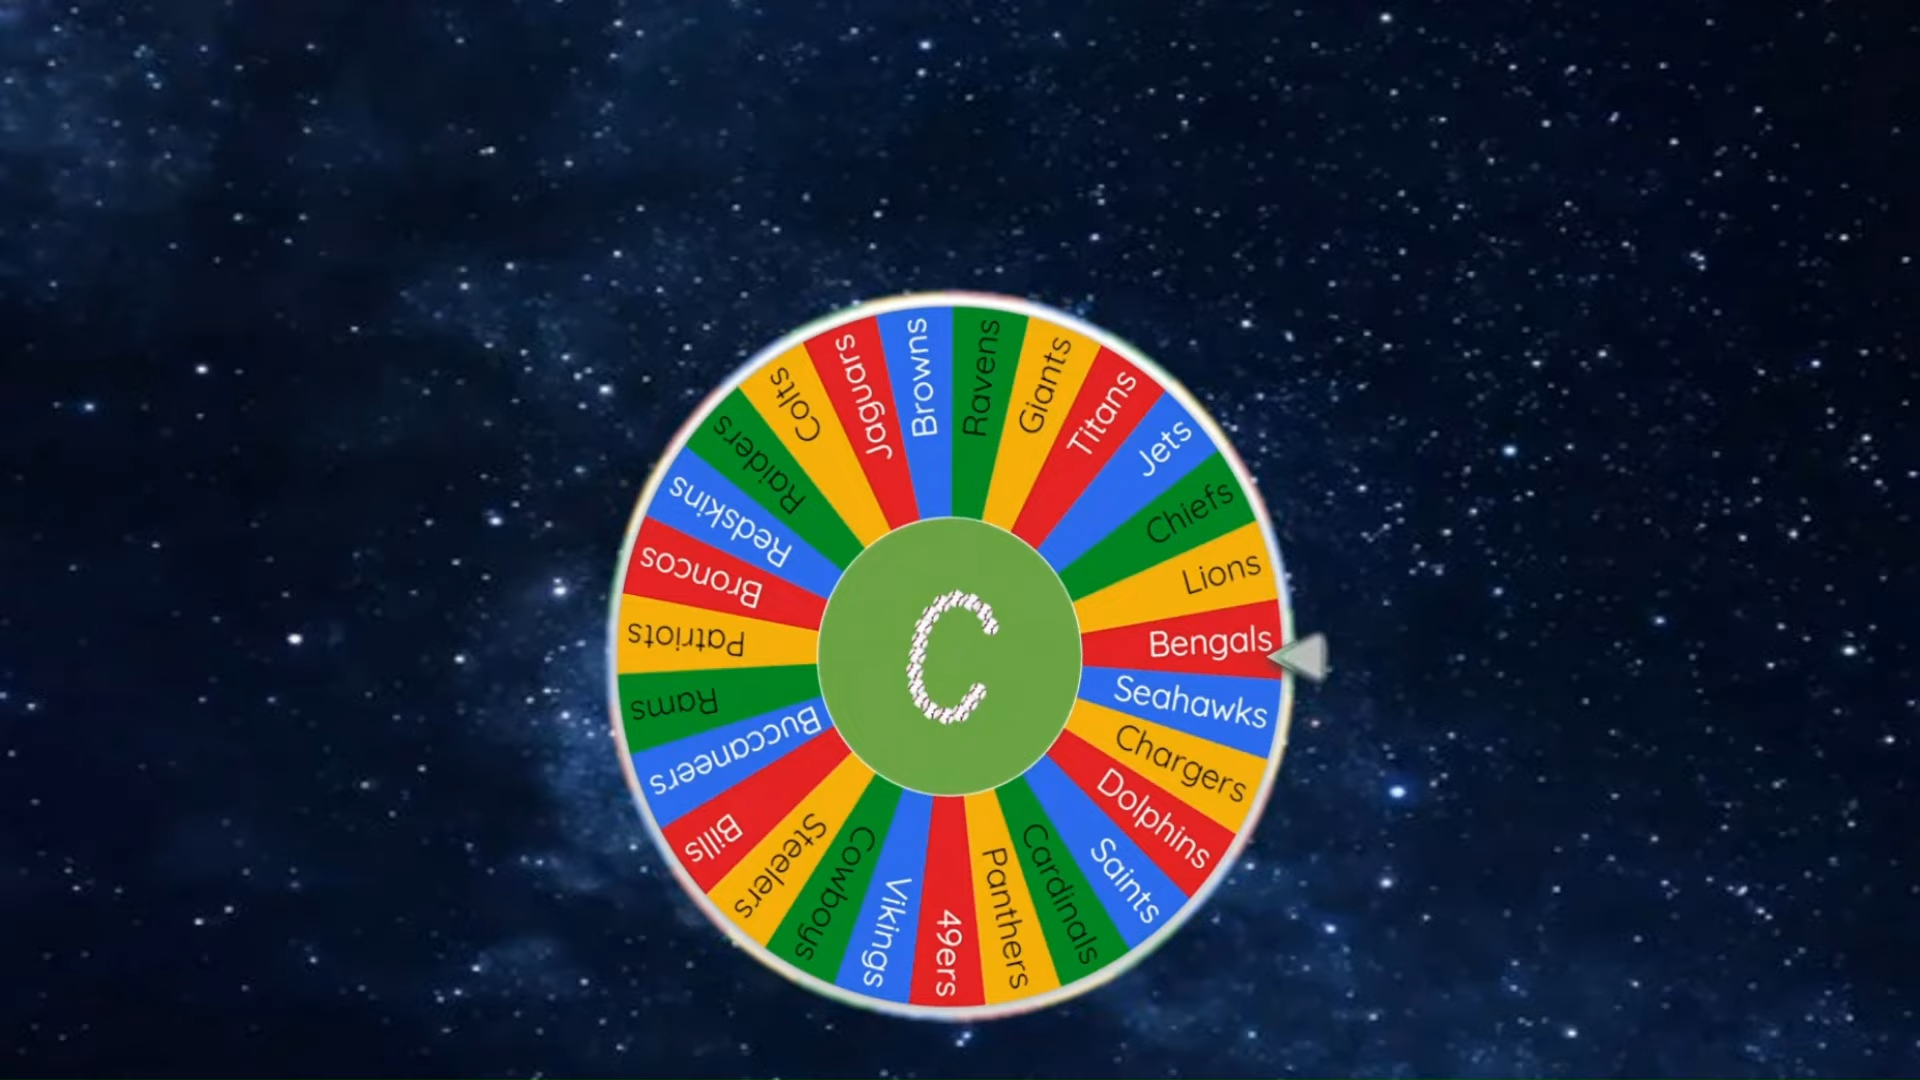 Browns
Ravens
Giants
Titans
Jets
Chiefs
Lions
Bengals
Seahawks
Chargers
Dolphins
Saints
Cardinals
Panthers
49ers
Vikings
Cowboys
Steelers
Bills
Buccaneers
Rams
Patriots
Broncos
Redskins
Raiders
Colts
Jaguars
C